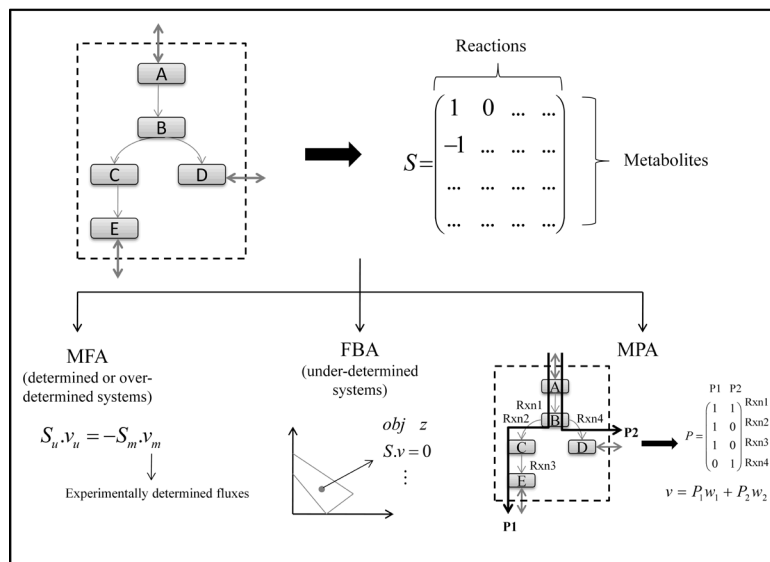 A
B
C
D
E
Reactions
S = ( 1 0 ... ...
−1 ... ... ...
... ... ... ...
... ... ... ... )
Metabolites
MFA
(determined or over-
determined systems)
S_u.v_u = −S_m.v_m
Experimentally determined fluxes
FBA
(under-determined
systems)
obj z
S.v = 0
⋮
MPA
A
Rxn1
B
Rxn2
Rxn4
C
D
P2
Rxn3
E
P1
P1 P2
P = ( 1 1 Rxn1
1 0 Rxn2
1 0 Rxn3
0 1 ) Rxn4
v = P_1w_1 + P_2w_2